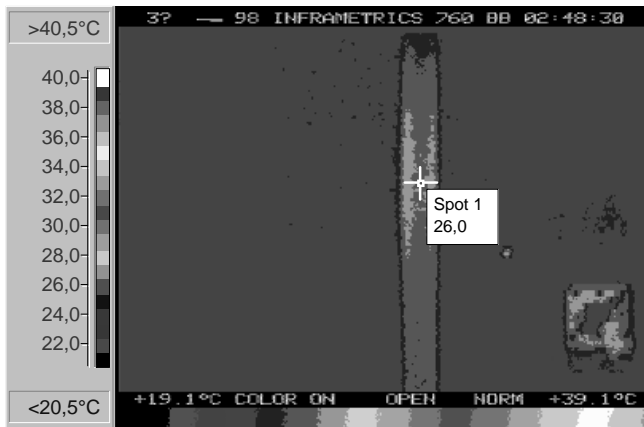 >40,5°C
3? — 98 INFRAMETRICS 760 BB 02:48:30
40,0
38,0
36,0
34,0
32,0
30,0
28,0
26,0
24,0
22,0
Spot 1
26,0
<20,5°C
+19.1°C COLOR ON OPEN NORM +39.1°C